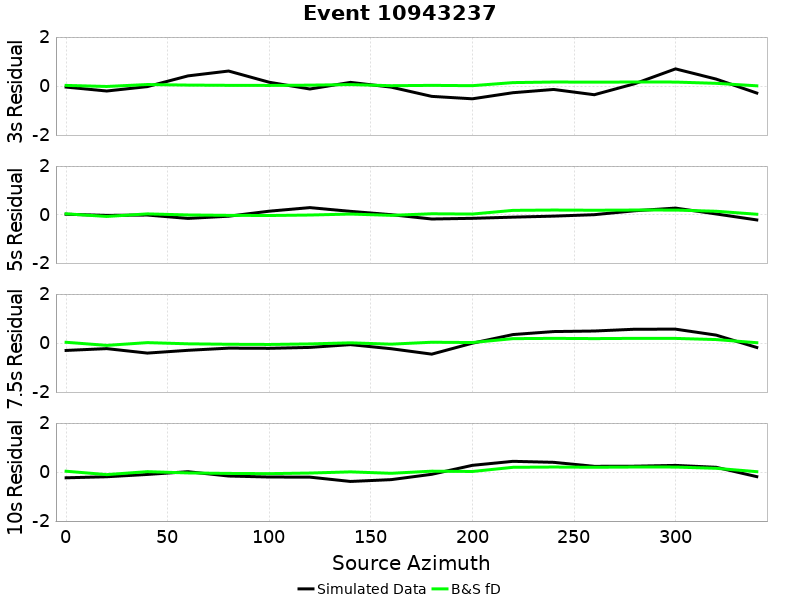 Event 10943237
3s Residual
2
0
-2
5s Residual
2
0
-2
7.5s Residual
2
0
-2
10s Residual
2
0
-2
0 50 100 150 200 250 300
Source Azimuth
Simulated Data B&S fD